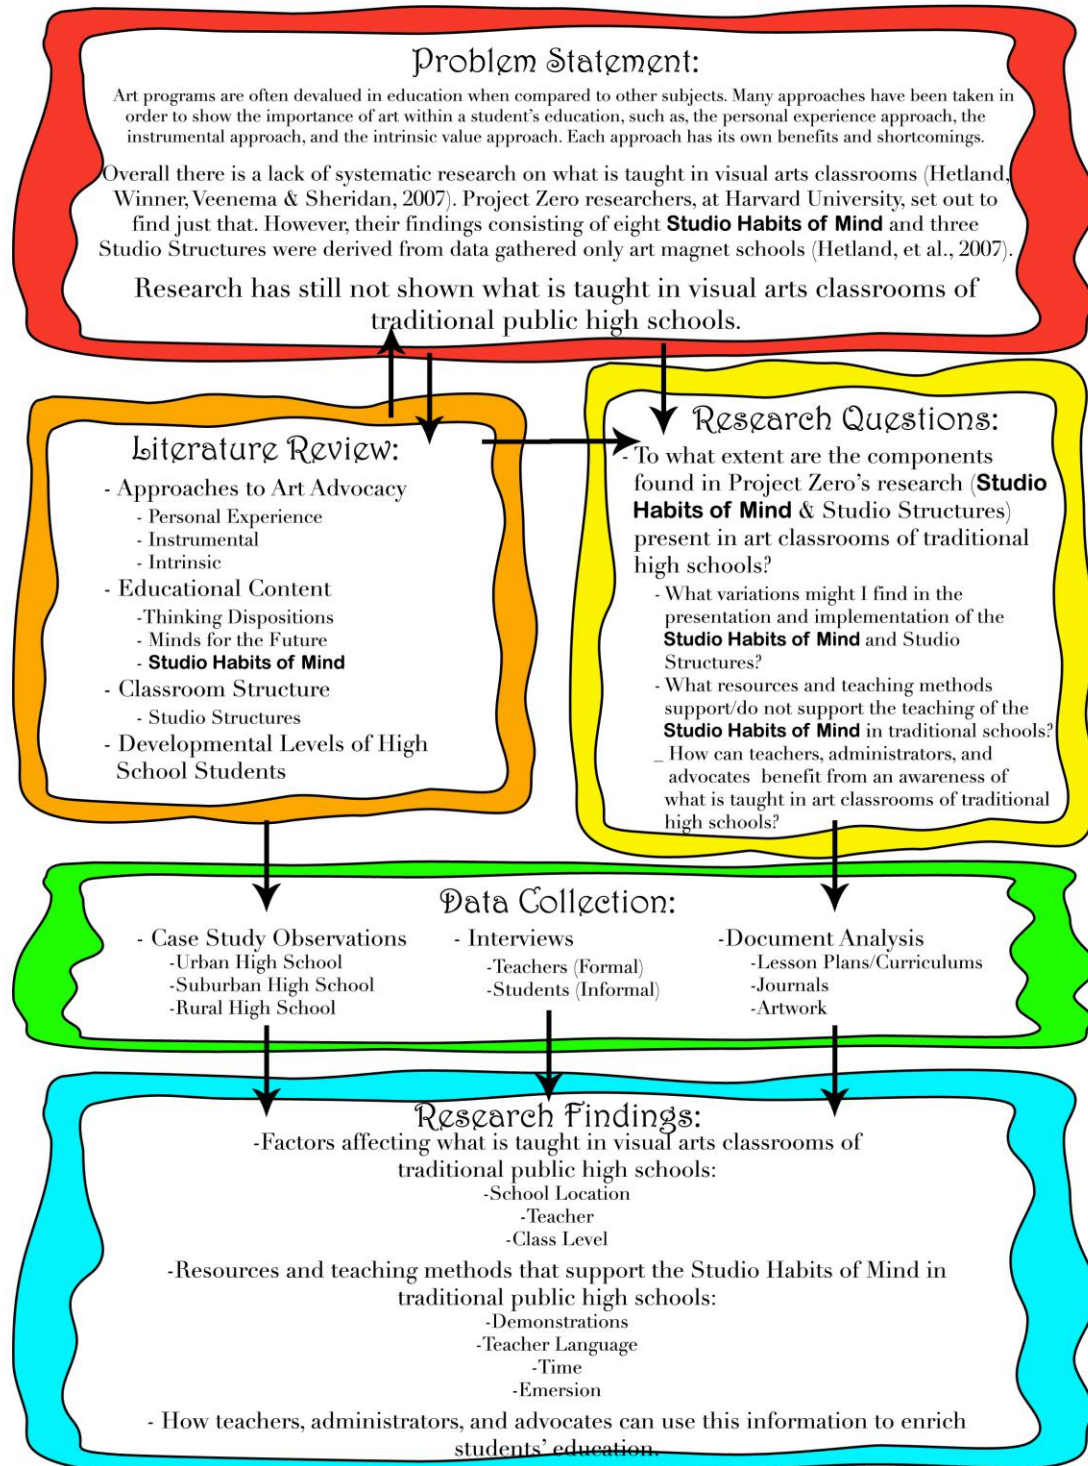 Problem Statement:
Art programs are often devalued in education when compared to other subjects. Many approaches have been taken in
order to show the importance of art within a student's education, such as, the personal experience approach, the
instrumental approach, and the intrinsic value approach. Each approach has its own benefits and shortcomings.
Overall there is a lack of systematic research on what is taught in visual arts classrooms (Hetland,
Winner, Veenema & Sheridan, 2007). Project Zero researchers, at Harvard University, set out to
find just that. However, their findings consisting of eight Studio Habits of Mind and three
Studio Structures were derived from data gathered only art magnet schools (Hetland, et al., 2007).
Research has still not shown what is taught in visual arts classrooms of
traditional public high schools.
Literature Review:
- Approaches to Art Advocacy
- Personal Experience
- Instrumental
- Intrinsic
- Educational Content
-Thinking Dispositions
- Minds for the Future
- Studio Habits of Mind
- Classroom Structure
- Studio Structures
- Developmental Levels of High
School Students
Research Questions:
- To what extent are the components
found in Project Zero's research (Studio
Habits of Mind & Studio Structures)
present in art classrooms of traditional
high schools?
- What variations might I find in the
presentation and implementation of the
Studio Habits of Mind and Studio
Structures?
- What resources and teaching methods
support/do not support the teaching of the
Studio Habits of Mind in traditional schools?
_ How can teachers, administrators, and
advocates benefit from an awareness of
what is taught in art classrooms of traditional
high schools?
Data Collection:
- Case Study Observations
-Urban High School
-Suburban High School
-Rural High School
- Interviews
-Teachers (Formal)
-Students (Informal)
-Document Analysis
-Lesson Plans/Curriculums
-Journals
-Artwork
Research Findings:
-Factors affecting what is taught in visual arts classrooms of
traditional public high schools:
-School Location
-Teacher
-Class Level
-Resources and teaching methods that support the Studio Habits of Mind in
traditional public high schools:
-Demonstrations
-Teacher Language
-Time
-Emersion
- How teachers, administrators, and advocates can use this information to enrich
students' education.